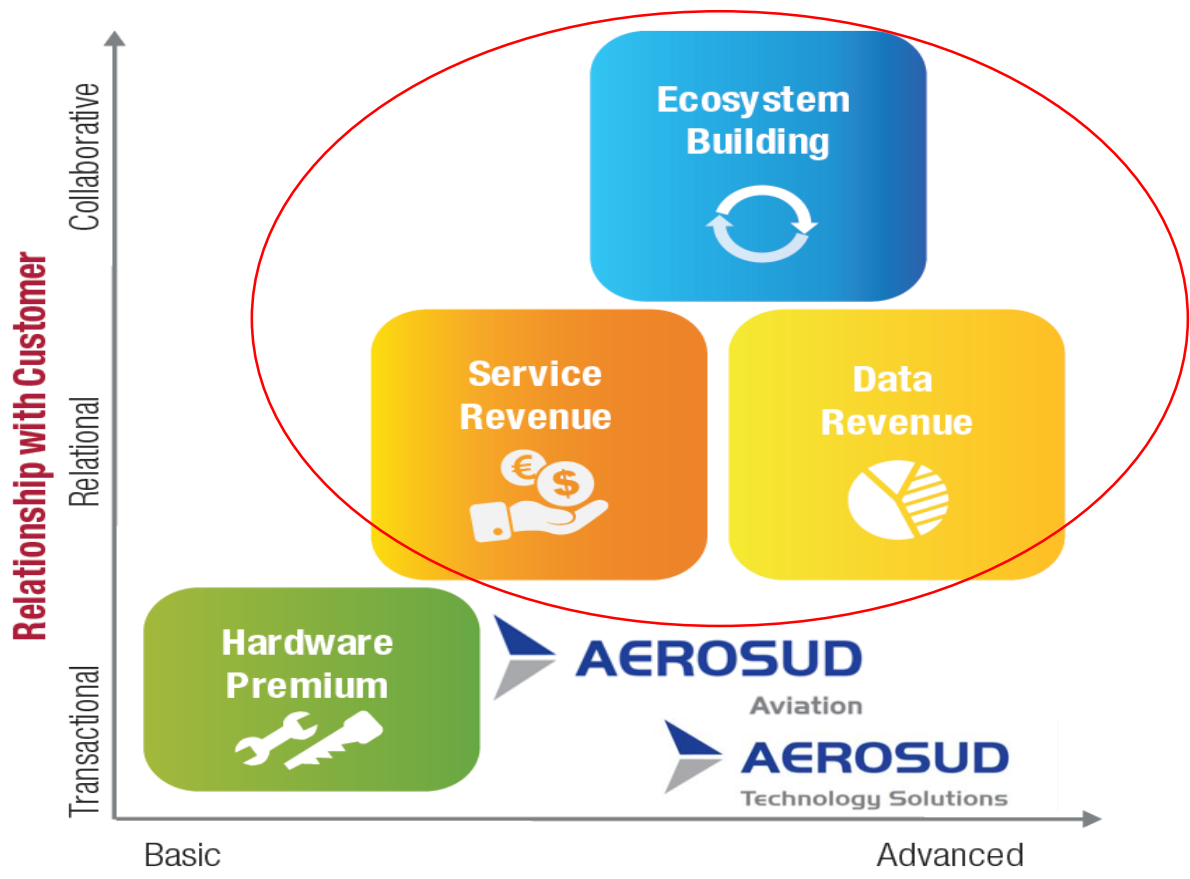 Relationship with Customer
Collaborative
Relational
Transactional
Ecosystem
Building
Service
Revenue
€
$
Data
Revenue
Hardware
Premium
AEROSUD
Aviation
AEROSUD
Technology Solutions
Basic
Advanced